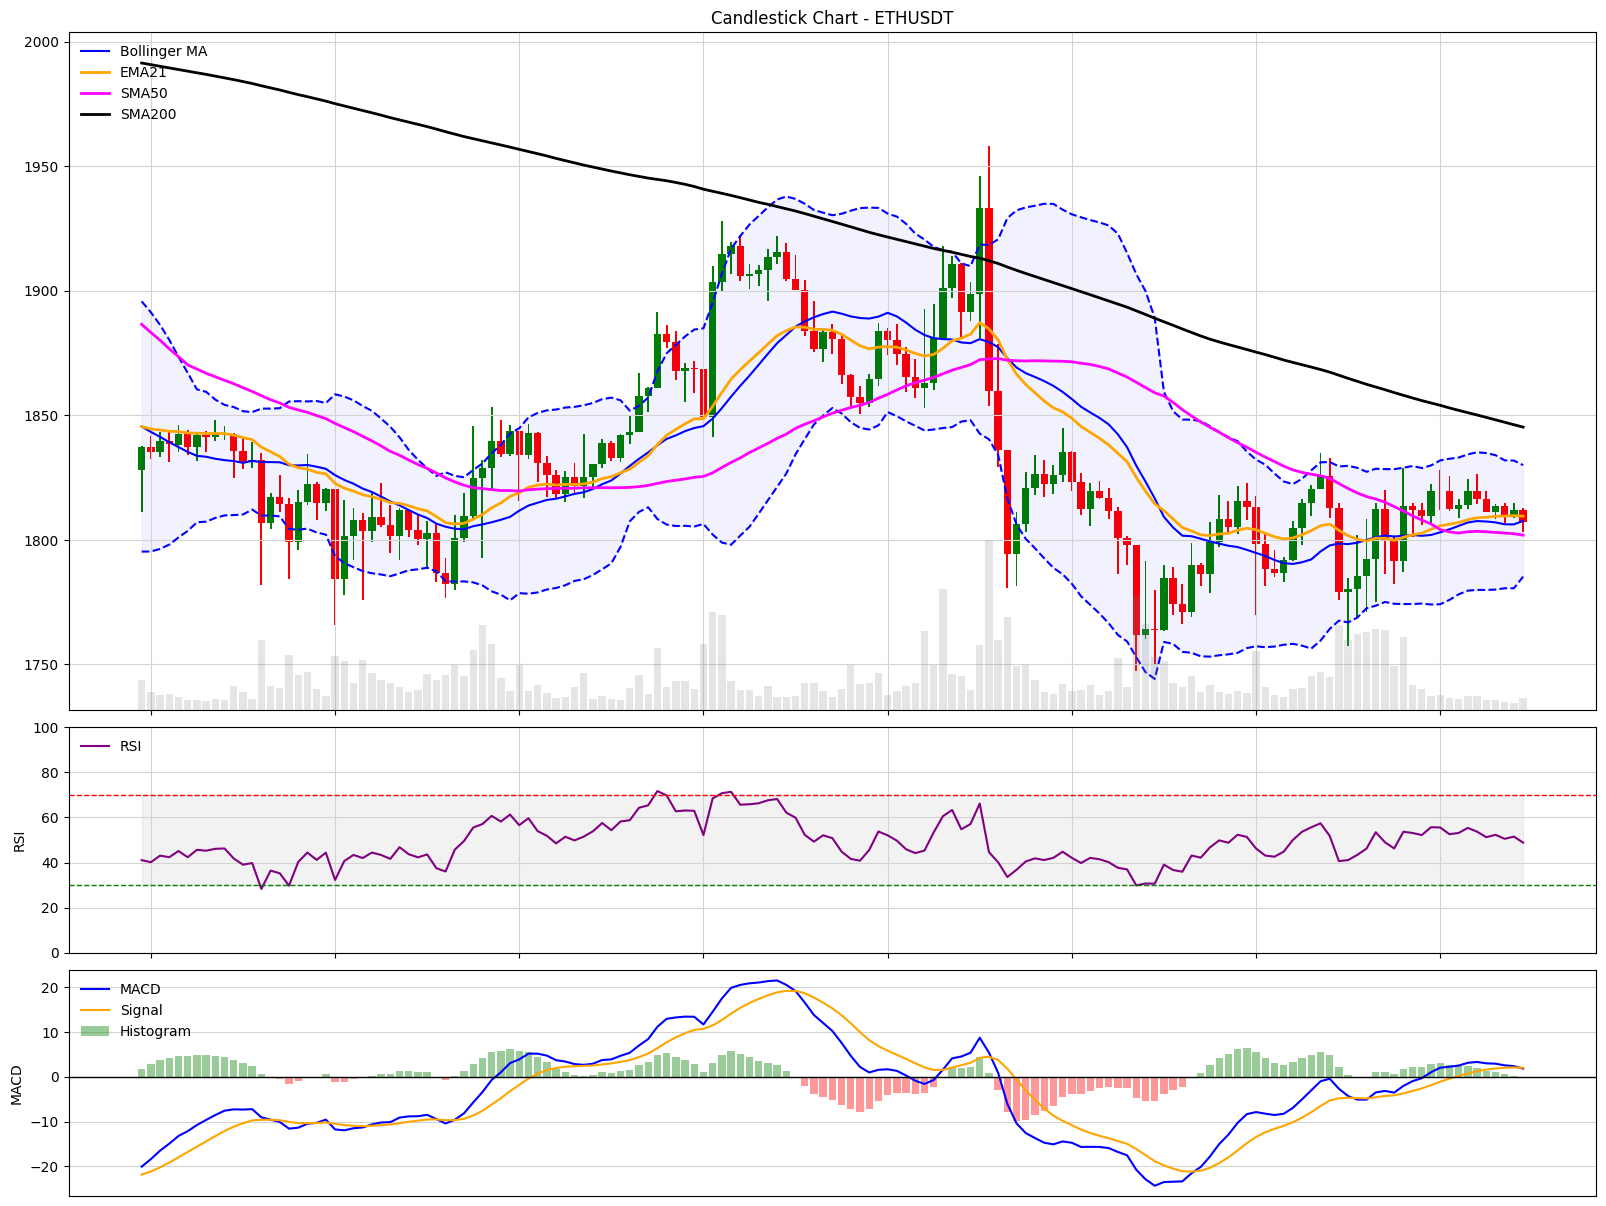 Candlestick Chart - ETHUSDT
2000
1950
1900
1850
1800
1750
Bollinger MA
EMA21
SMA50
SMA200
100
80
60
40
20
0
RSI
RSI
20
10
0
−10
−20
MACD
MACD
Signal
Histogram